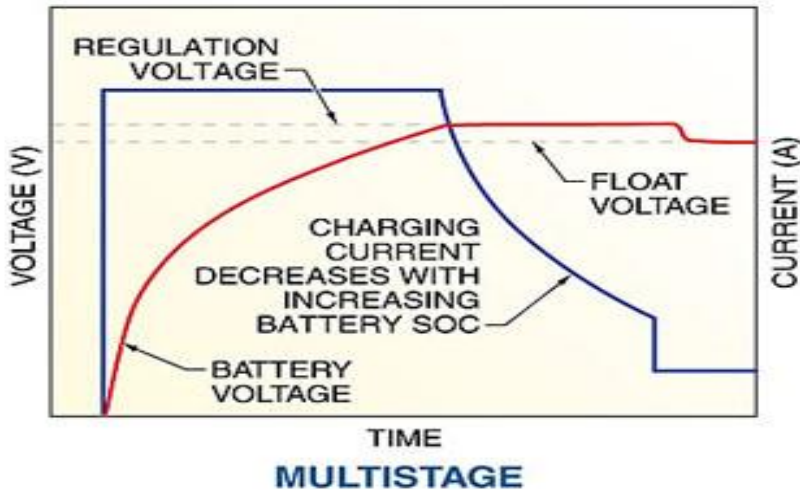 REGULATION
VOLTAGE
VOLTAGE (V)
CURRENT (A)
FLOAT
VOLTAGE
CHARGING
CURRENT
DECREASES WITH
INCREASING
BATTERY SOC
BATTERY
VOLTAGE
TIME
MULTISTAGE